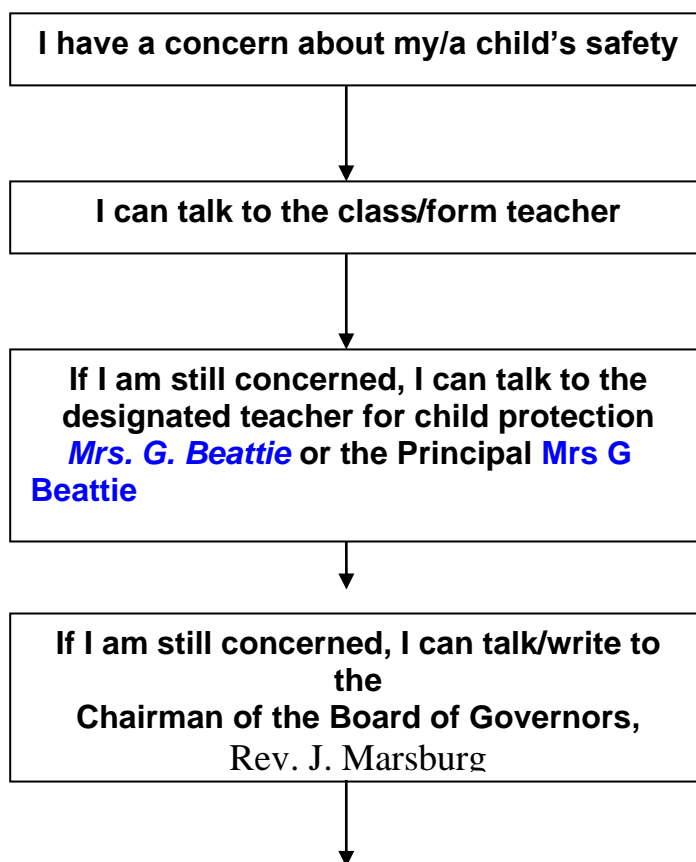 I have a concern about my/a child’s safety
I can talk to the class/form teacher
If I am still concerned, I can talk to the
designated teacher for child protection
Mrs. G. Beattie or the Principal Mrs G
Beattie
If I am still concerned, I can talk/write to
the
Chairman of the Board of Governors,
Rev. J. Marsburg